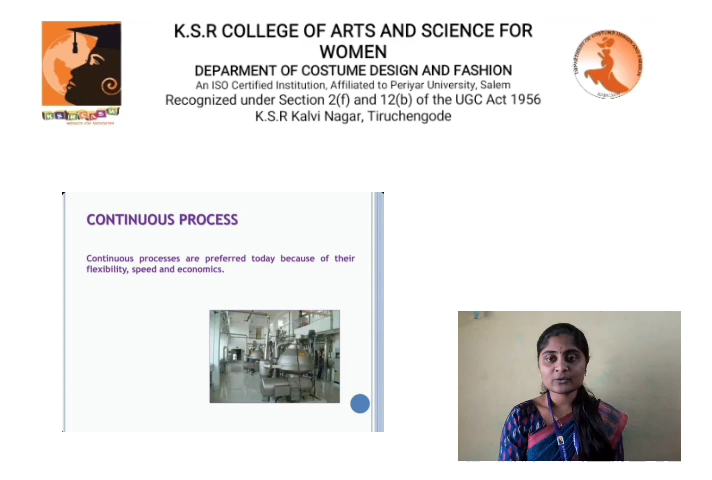 K.S.R COLLEGE OF ARTS AND SCIENCE FOR
WOMEN
DEPARMENT OF COSTUME DESIGN AND FASHION
An ISO Certified Institution, Affiliated to Periyar University, Salem
Recognized under Section 2(f) and 12(b) of the UGC Act 1956
K.S.R Kalvi Nagar, Tiruchengode
CONTINUOUS PROCESS
Continuous processes are preferred today because of their
flexibility, speed and economics.